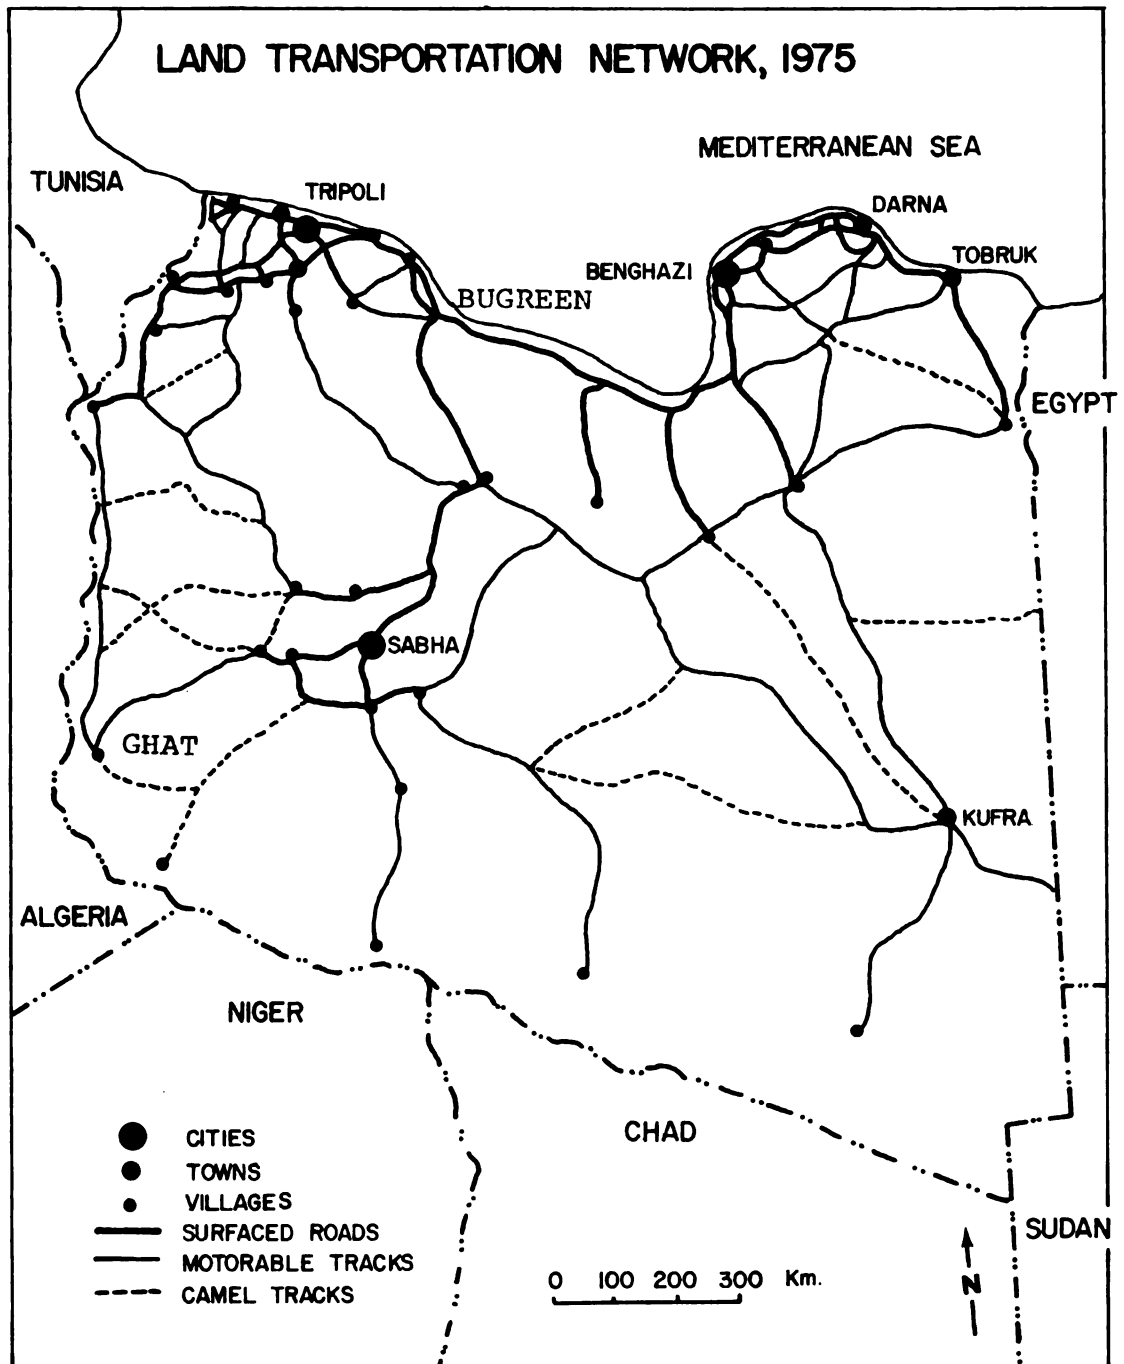 LAND TRANSPORTATION NETWORK, 1975
MEDITERRANEAN SEA
TUNISIA
TRIPOLI
DARNA
TOBRUK
BENGHAZI
BUGREEN
EGYPT
SABHA
GHAT
KUFRA
ALGERIA
NIGER
CHAD
CITIES
TOWNS
VILLAGES
SURFACED ROADS
MOTORABLE TRACKS
CAMEL TRACKS
0 100 200 300 Km.
N
SUDAN